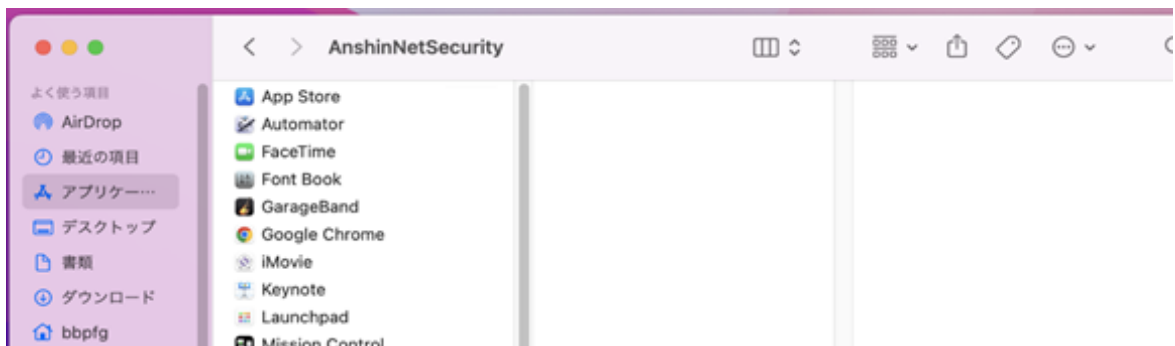 AnshinNetSecurity
よく使う項目
AirDrop
最近の項目
アプリケー…
デスクトップ
書類
ダウンロード
bbpfg
App Store
Automator
FaceTime
Font Book
GarageBand
Google Chrome
iMovie
Keynote
Launchpad
Mission Control